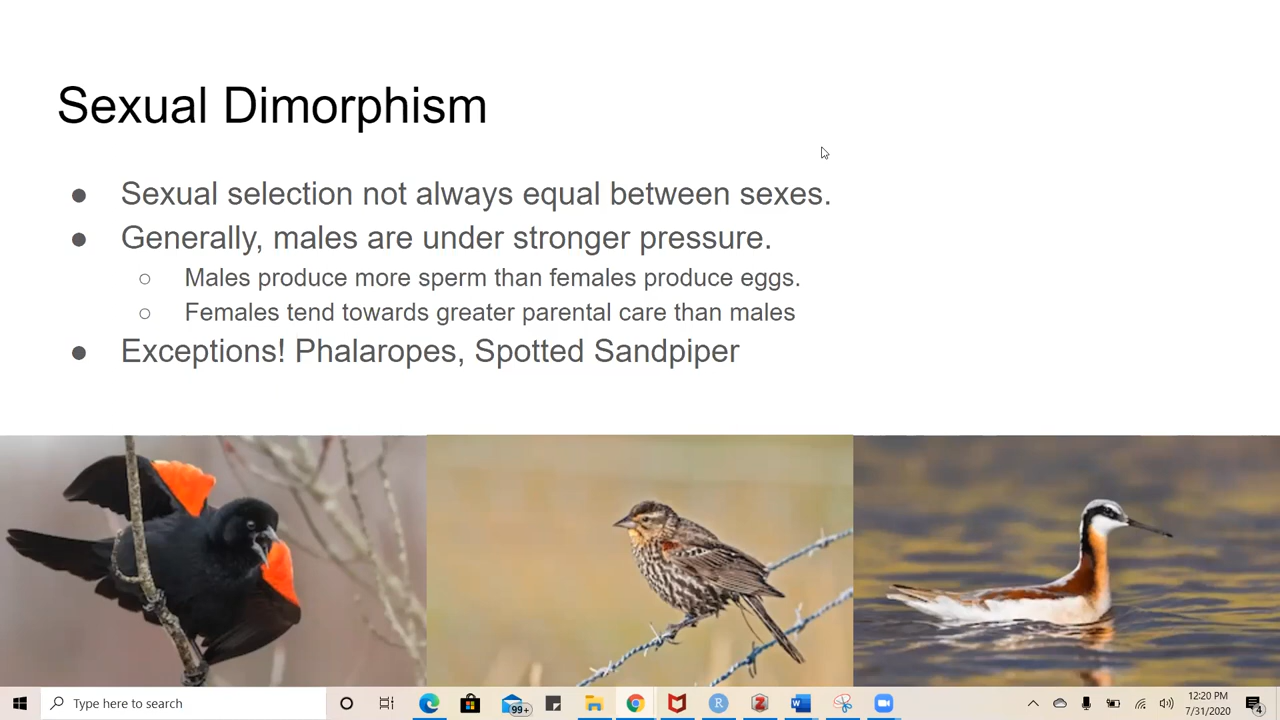 Sexual Dimorphism
● Sexual selection not always equal between sexes.
● Generally, males are under stronger pressure.
○ Males produce more sperm than females produce eggs.
○ Females tend towards greater parental care than males
● Exceptions! Phalaropes, Spotted Sandpiper
Type here to search
99+
R
Z
W
12:20 PM
7/31/2020
4